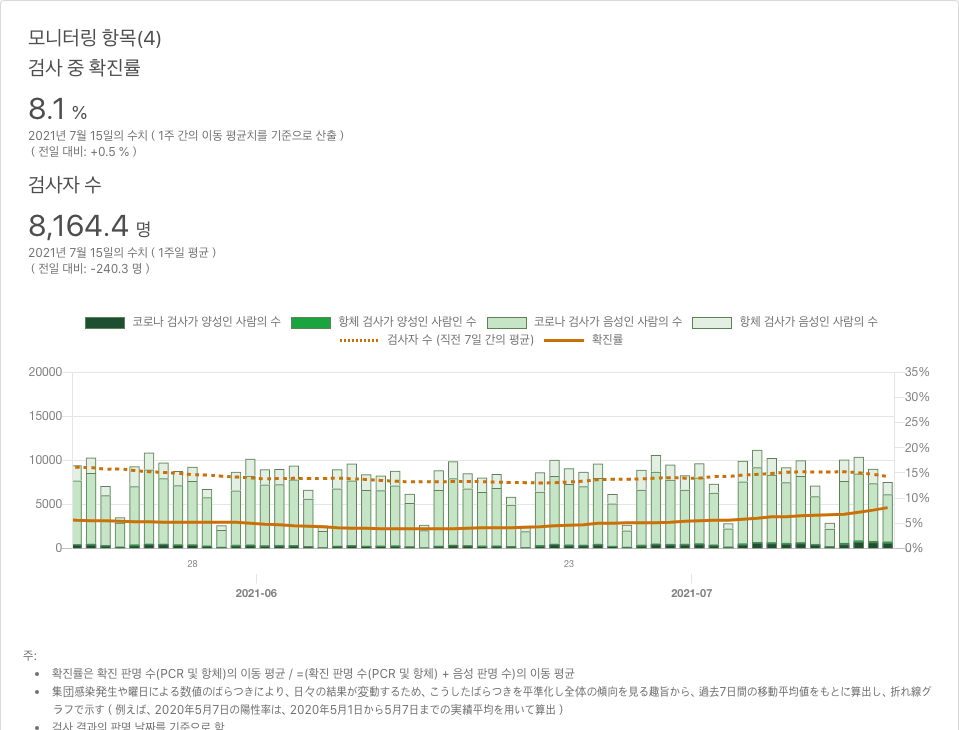 모니터링 항목(4)
검사 중 확진률
8.1 %
2021년 7월 15일의 수치 ( 1주 간의 이동 평균치를 기준으로 산출 )
( 전일 대비: +0.5 % )
검사자 수
8,164.4 명
2021년 7월 15일의 수치 ( 1주일 평균 )
( 전일 대비: -240.3 명 )
코로나 검사가 양성인 사람의 수 항체 검사가 양성인 사람인 수 코로나 검사가 음성인 사람의 수 항체 검사가 음성인 사람의 수
검사자 수 (직전 7일 간의 평균) 확진률
20000 35%
30%
15000
25%
20%
10000
15%
10%
5000
5%
0 0%
28 23
2021-06 2021-07
주:
• 확진률은 확진 판명 수(PCR 및 항체)의 이동 평균 / =(확진 판명 수(PCR 및 항체) + 음성 판명 수)의 이동 평균
• 集団感染発生や曜日による数値のばらつきにより、日々の結果が変動するため、こうしたばらつきを平準化し全体の傾向を見る趣旨から、過去7日間の移動平均値をもとに算出し、折れ線グ
ラフで示す ( 例えば、2020年5月7日の陽性率は、2020年5月1日から5月7日までの実績平均を用いて算出 )
• 검사 결과의 판명 날짜를 기준으로 함